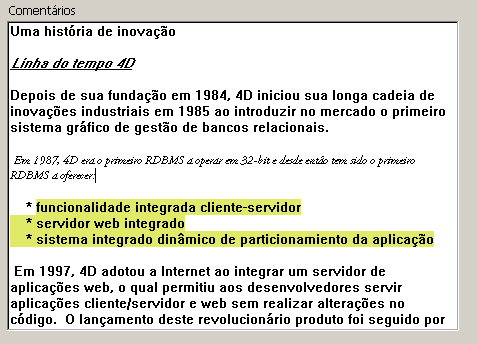 Comentários
Uma história de inovação
Linha do tempo 4D
Depois de sua fundação em 1984, 4D iniciou sua longa cadeia de
inovações industriais em 1985 ao introduzir no mercado o primeiro
sistema gráfico de gestão de bancos relacionais.
Em 1987, 4D era o primeiro RDBMS a operar em 32-bit e desde então tem sido o primeiro
RDBMS a oferecer:
* funcionalidade integrada cliente-servidor
* servidor web integrado
* sistema integrado dinâmico de particionamiento da aplicação
Em 1997, 4D adotou a Internet ao integrar um servidor de
aplicações web, o qual permitiu aos desenvolvedores servir
aplicações cliente/servidor e web sem realizar alterações no
código.  O lançamento deste revolucionário produto foi seguido por